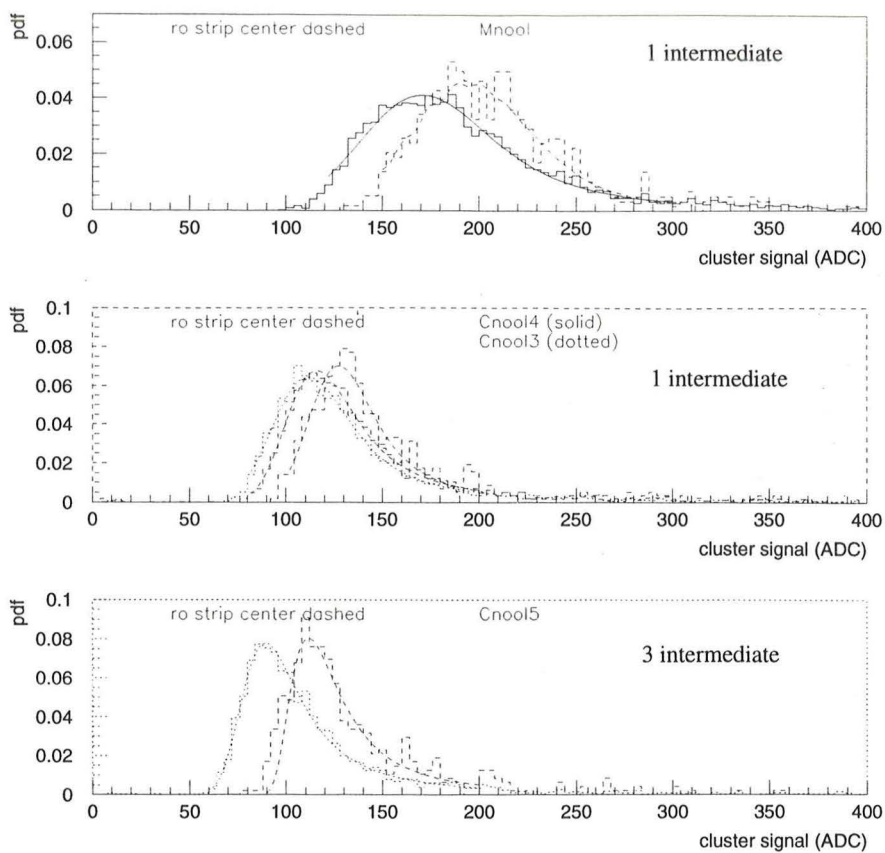 pdf
0.06
0.04
0.02
0
ro strip center dashed
Mnool
1 intermediate
0 50 100 150 200 250 300 350 400
cluster signal (ADC)
pdf
0.1
0.08
0.06
0.04
0.02
0
ro strip center dashed
Cnool4 (solid)
Cnool3 (dotted)
1 intermediate
0 50 100 150 200 250 300 350 400
cluster signal (ADC)
pdf
0.1
0.08
0.06
0.04
0.02
0
ro strip center dashed
Cnool5
3 intermediate
0 50 100 150 200 250 300 350 400
cluster signal (ADC)